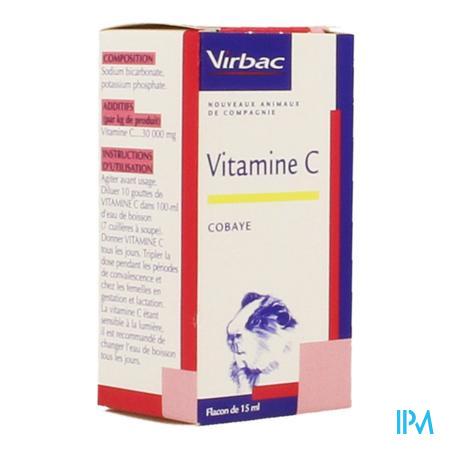 COMPOSITION
Sodium bicarbonate,
potassium phosphate.
ADDITIFS
(par kg de produit)
Vitamine C....30 000 mg
INSTRUCTIONS
D'UTILISATION
Agiter avant usage.
Diluer 10 gouttes de
VITAMINE C dans 100 ml
d'eau de boisson
(7 cuillères à soupe).
Donner VITAMINE C
tous les jours. Tripler la
dose pendant les périodes
de convalescence et
chez les femelles en
gestation et lactation.
La vitamine C étant
sensible à la lumière,
il est recommandé de
changer l'eau de boisson
tous les jours.
Virbac
NOUVEAUX ANIMAUX
DE COMPAGNIE
Vitamine C
COBAYE
Flacon de 15 ml
IPM